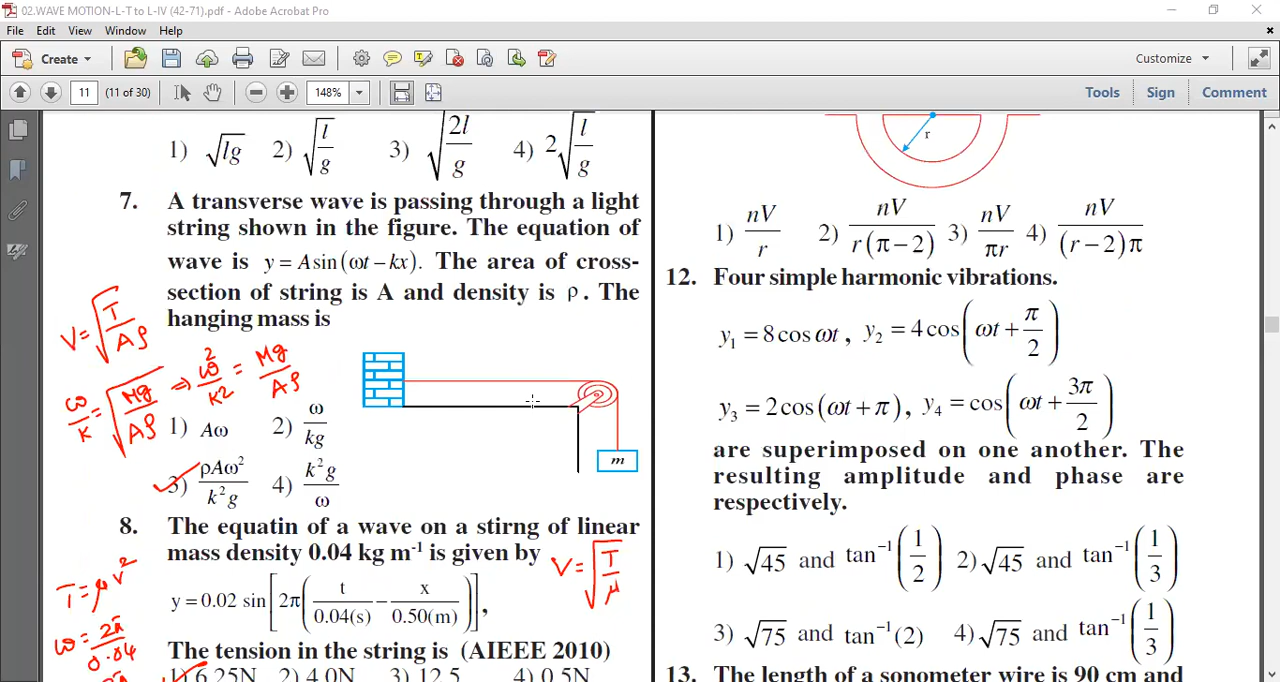 02.WAVE MOTION-L-T to L-IV (42-71).pdf - Adobe Acrobat Pro
File Edit View Window Help
Create
Customize
11 (11 of 30) 148% Tools Sign Comment
1) √lg 2) √(l/g) 3) √(2l/g) 4) 2√(l/g)
7. A transverse wave is passing through a light
string shown in the figure. The equation of
wave is y = A sin(ωt − kx). The area of cross-
section of string is A and density is ρ. The
hanging mass is
V = √(T/Aρ)
ω/k = √(Mg/Aρ) ⇒ ω²/k² = Mg/Aρ
1) Aω 2) ω/kg
3) ρAω²/k²g 4) k²g/ω
m
8. The equatin of a wave on a stirng of linear
mass density 0.04 kg m⁻¹ is given by
V = √(T/μ)
T = μv²
y = 0.02 sin[2π(t/0.04(s) − x/0.50(m))],
ω = 2π/0.04
The tension in the string is (AIEEE 2010)
1) 6.25N 2) 4.0N 3) 12.5 4) 0.5N
r
1) nV/r 2) nV/r(π−2) 3) nV/πr 4) nV/(r−2)π
12. Four simple harmonic vibrations.
y₁ = 8cos ωt, y₂ = 4cos(ωt + π/2)
y₃ = 2cos(ωt + π), y₄ = cos(ωt + 3π/2)
are superimposed on one another. The
resulting amplitude and phase are
respectively.
1) √45 and tan⁻¹(1/2) 2) √45 and tan⁻¹(1/3)
3) √75 and tan⁻¹(2) 4) √75 and tan⁻¹(1/3)
13. The length of a sonometer wire is 90 cm and